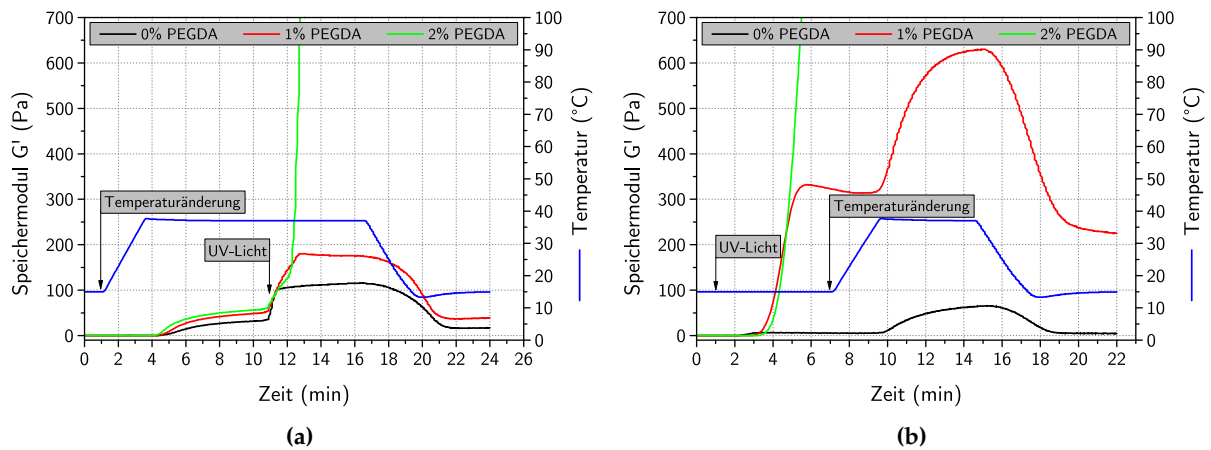 0% PEGDA 1% PEGDA 2% PEGDA
Speichermodul G' (Pa)
700
600
500
400
300
200
100
0
Temperaturänderung
UV-Licht
100
90
80
70
60
50
40
30
20
10
0
Temperatur (°C)
0 2 4 6 8 10 12 14 16 18 20 22 24 26
Zeit (min)
(a)
0% PEGDA 1% PEGDA 2% PEGDA
Speichermodul G' (Pa)
700
600
500
400
300
200
100
0
Temperaturänderung
UV-Licht
100
90
80
70
60
50
40
30
20
10
0
Temperatur (°C)
0 2 4 6 8 10 12 14 16 18 20 22
Zeit (min)
(b)